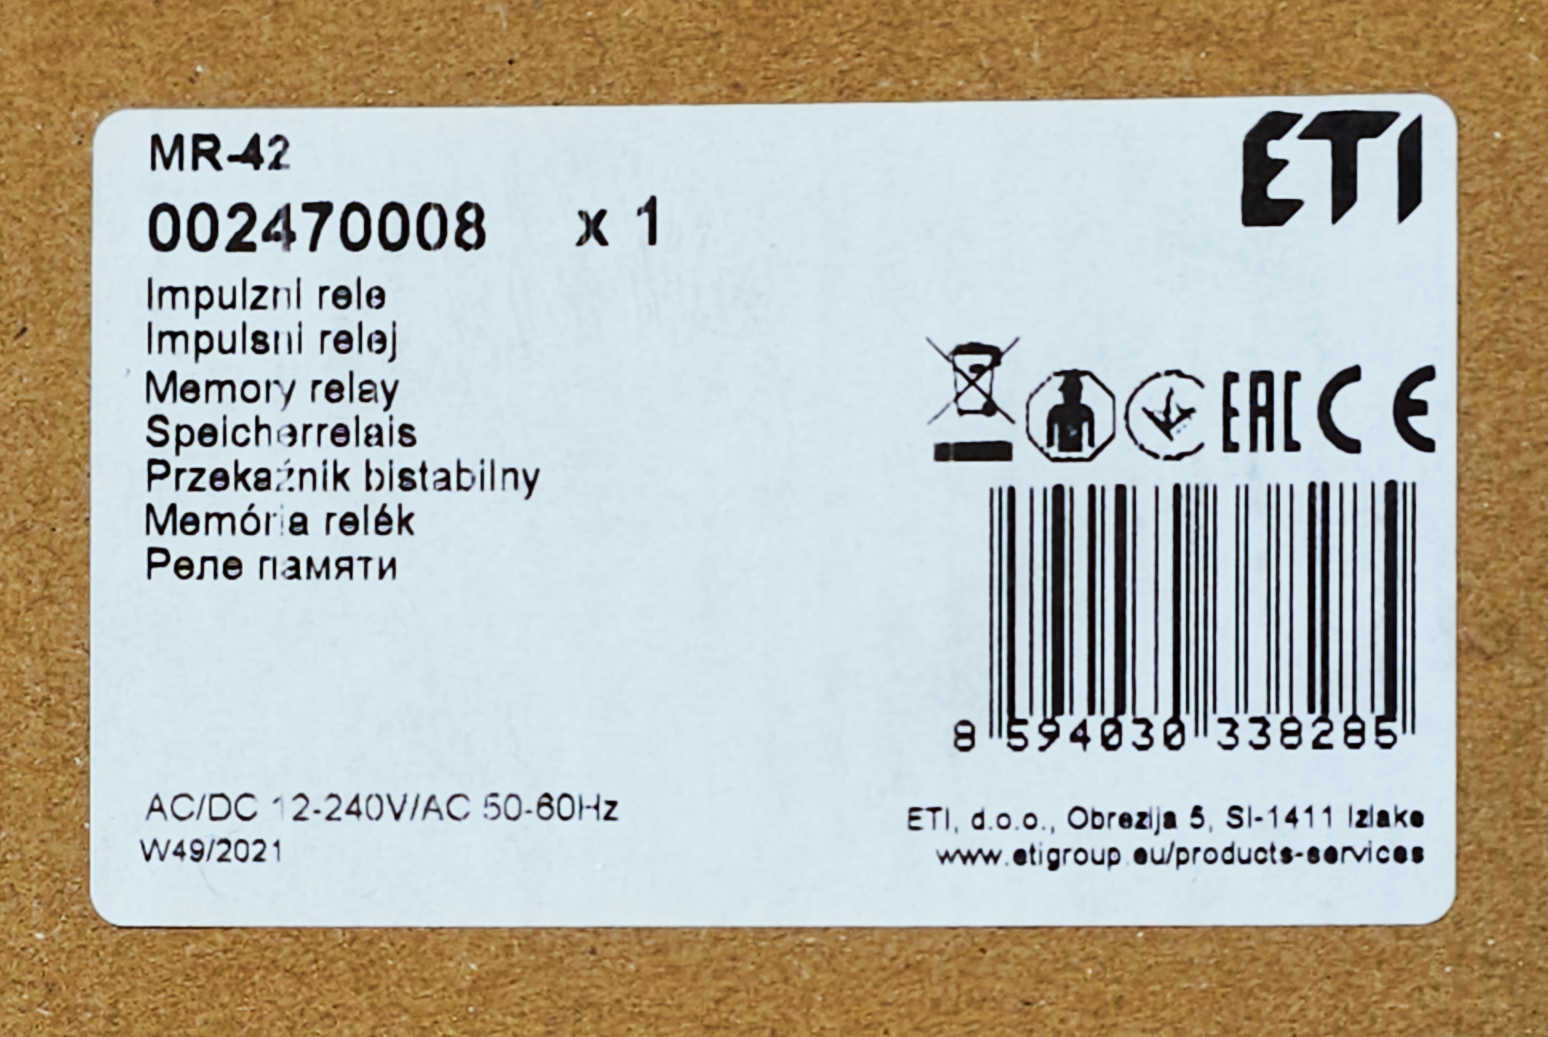 MR-42
ETI
002470008 x 1
Impulzni rele
Impulsni relej
Memory relay
Speicherrelais
Przekaźnik bistabilny
Memória relék
Реле памяти
EAC CE
8 594030 338285
AC/DC 12-240V/AC 50-60Hz
W49/2021
ETI, d.o.o., Obrezija 5, SI-1411 Izlake
www.etigroup.eu/products-services